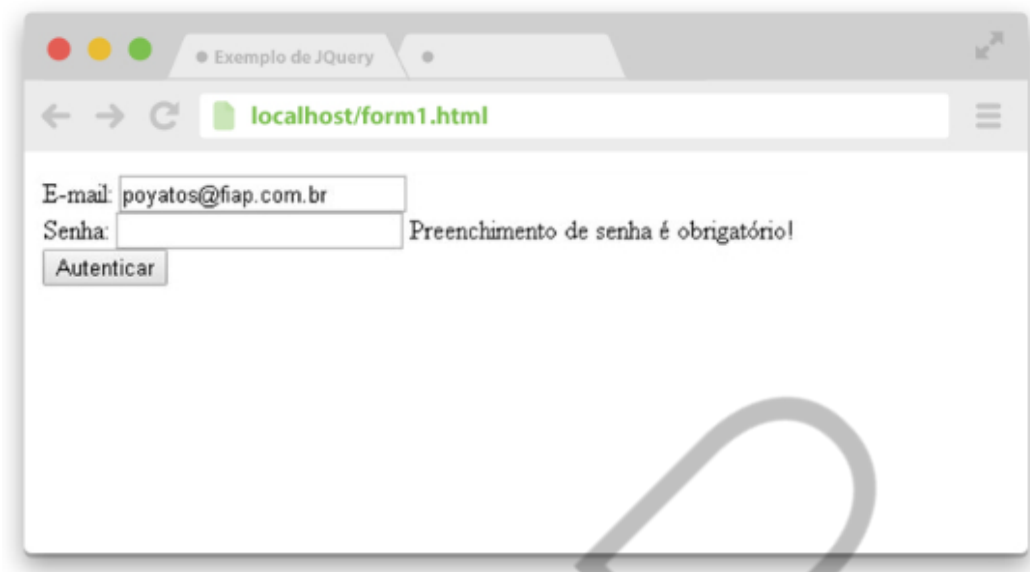 Exemplo de JQuery
localhost/form1.html
E-mail: poyatos@fiap.com.br
Senha: Preenchimento de senha é obrigatório!
Autenticar